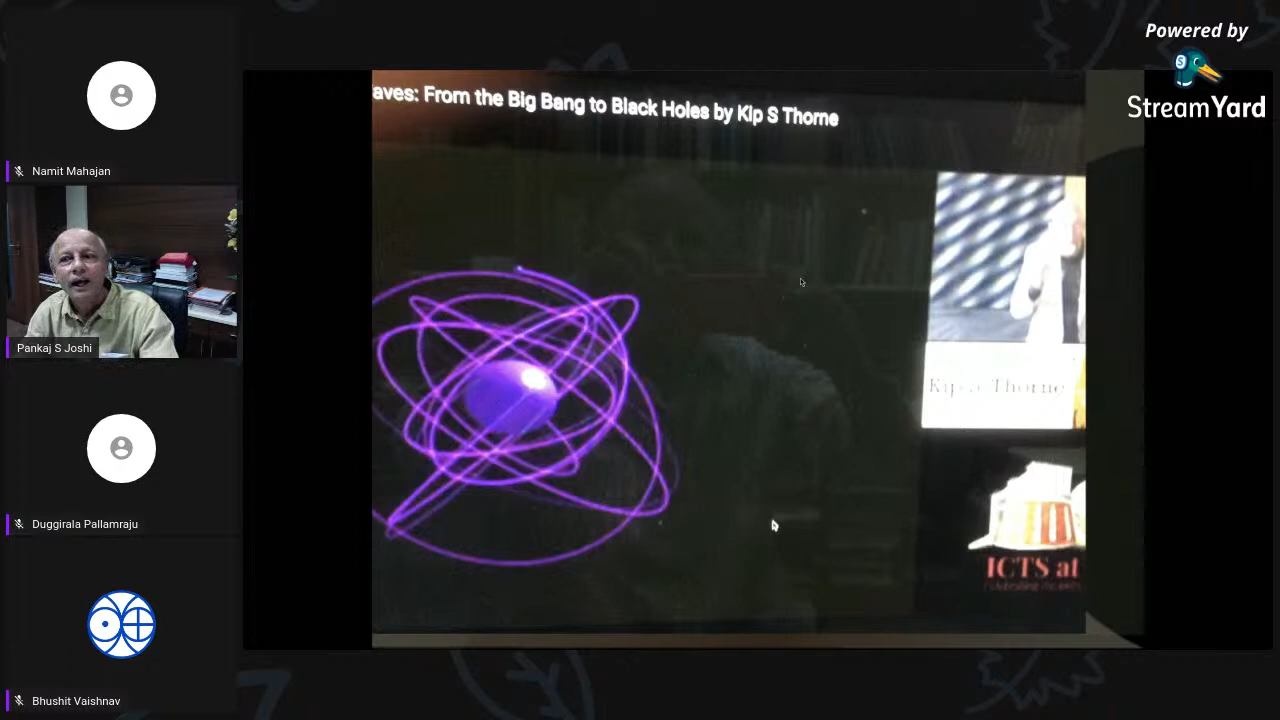 Powered by
StreamYard
Namit Mahajan
Pankaj S Joshi
Duggirala Pallamraju
Bhushit Vaishnav
aves: From the Big Bang to Black Holes by Kip S Thorne
Thorne
ICTS at